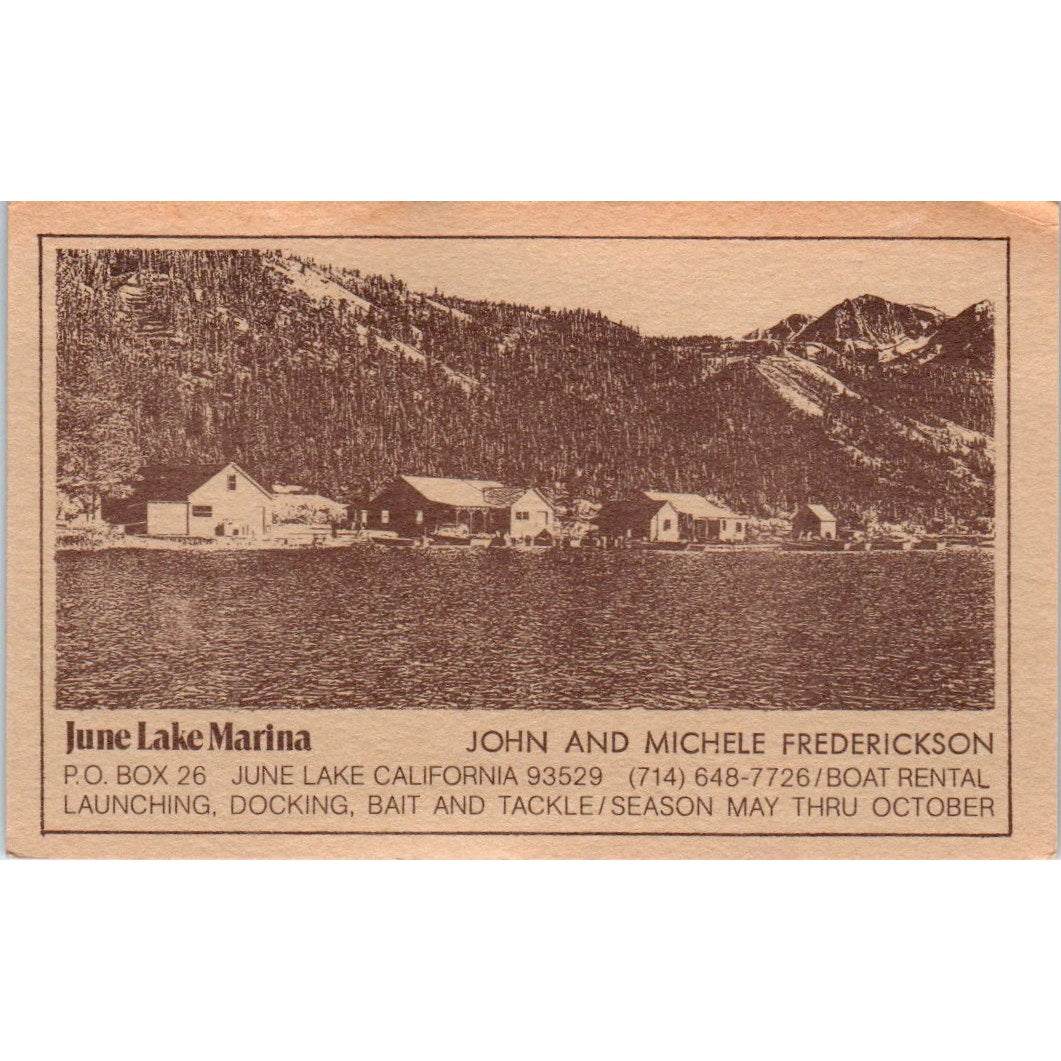 June Lake Marina JOHN AND MICHELE FREDERICKSON
P.O. BOX 26 JUNE LAKE CALIFORNIA 93529 (714) 648-7726/BOAT RENTAL
LAUNCHING, DOCKING, BAIT AND TACKLE/SEASON MAY THRU OCTOBER